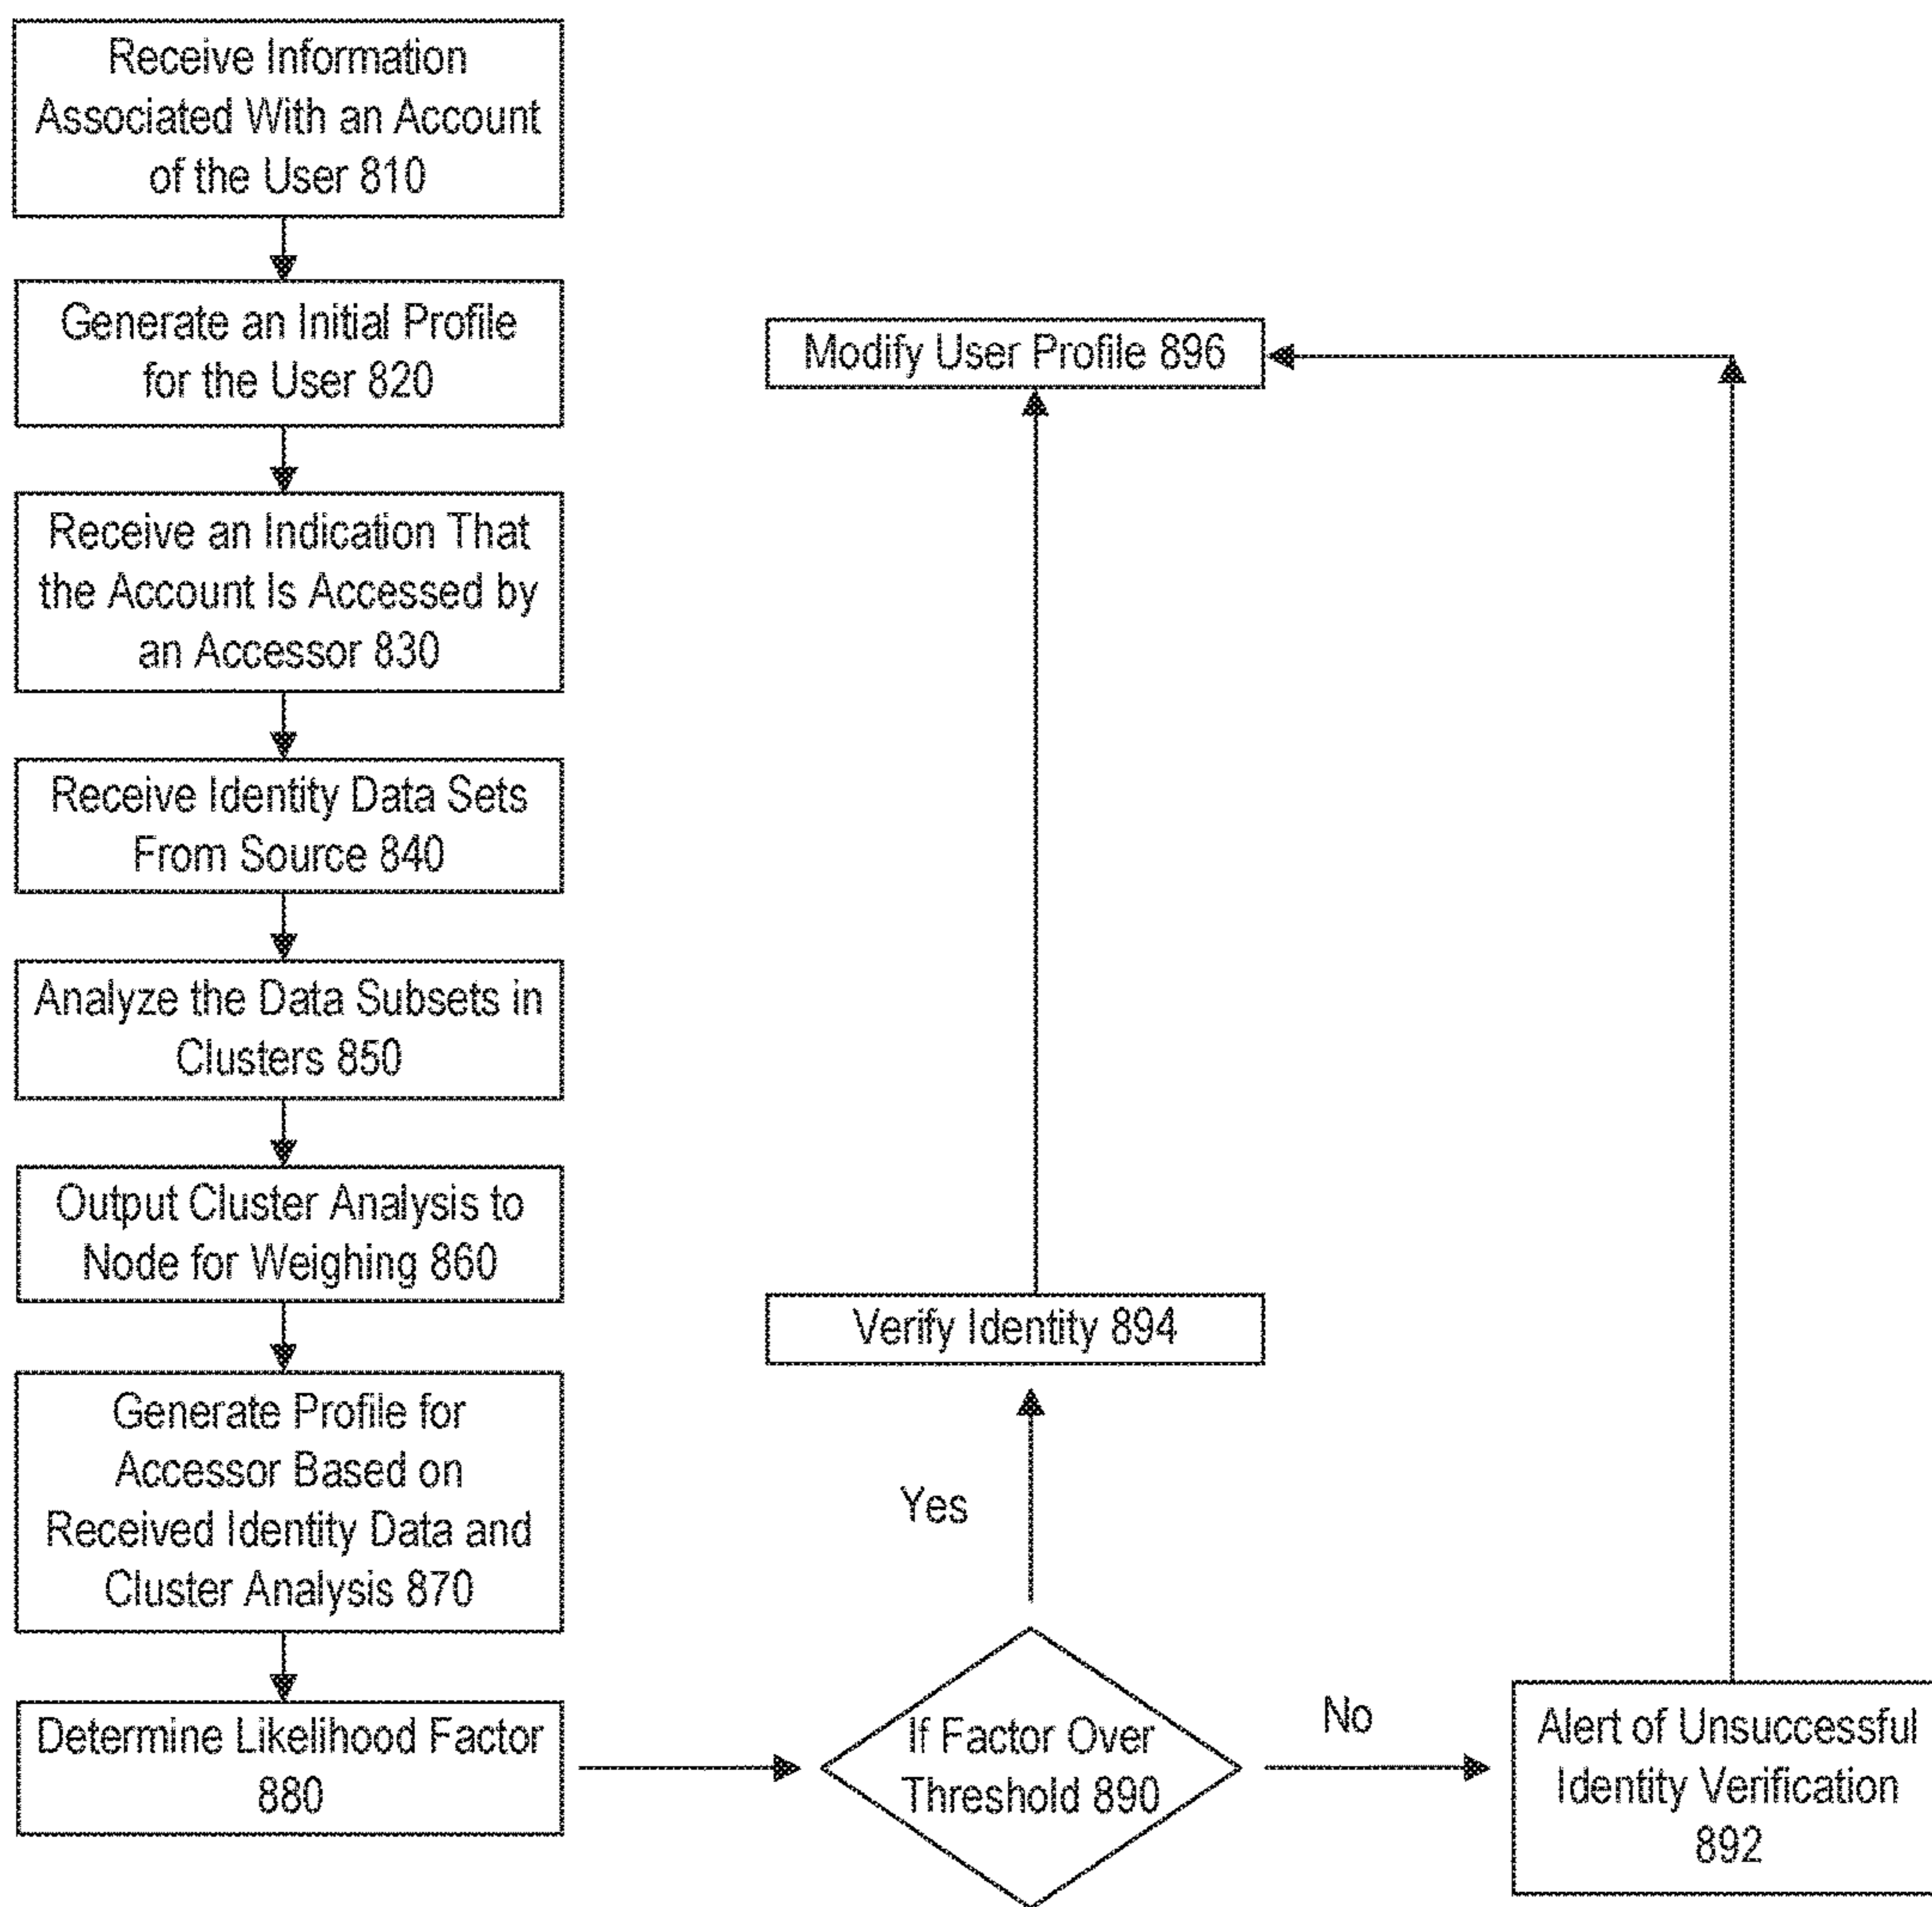 Receive Information
Associated With an Account
of the User 810
Generate an Initial Profile
for the User 820
Receive an Indication That
the Account Is Accessed by
an Accessor 830
Receive Identity Data Sets
From Source 840
Analyze the Data Subsets in
Clusters 850
Output Cluster Analysis to
Node for Weighing 860
Generate Profile for
Accessor Based on
Received Identity Data and
Cluster Analysis 870
Determine Likelihood Factor
880
If Factor Over
Threshold 890
Yes
No
Verify Identity 894
Modify User Profile 896
Alert of Unsuccessful
Identity Verification
892